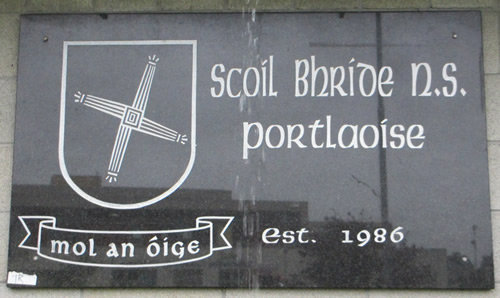 Scoil Bhríde N.S.
Portlaoise
mol an óige
Est. 1986